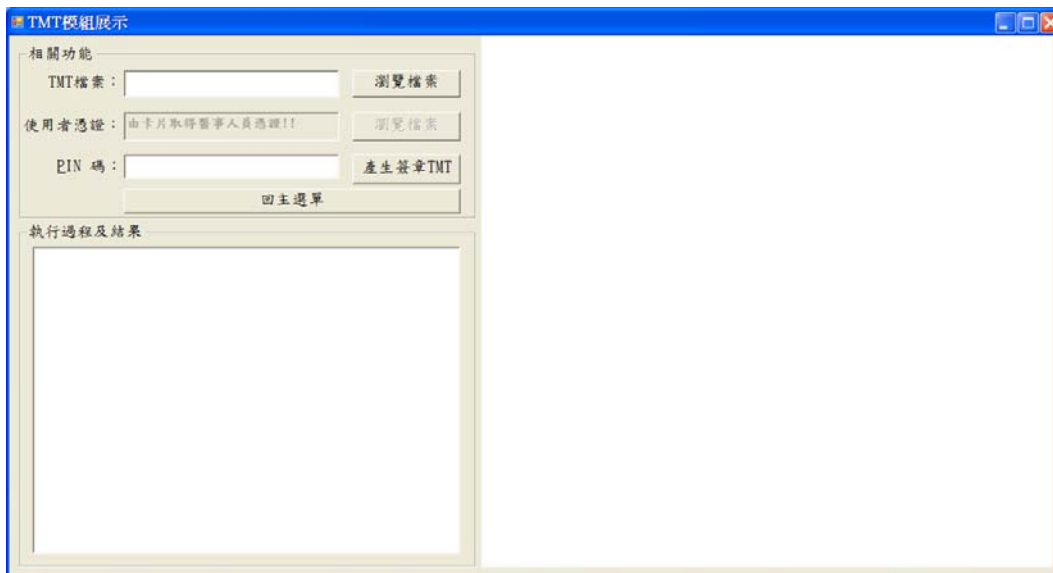 TMT模組展示
相關功能
TMT檔案： 瀏覽檔案
使用者憑證： 由卡片取得醫事人員憑證!! 瀏覽檔案
PIN 碼： 產生簽章TMT
回主選單
執行過程及結果